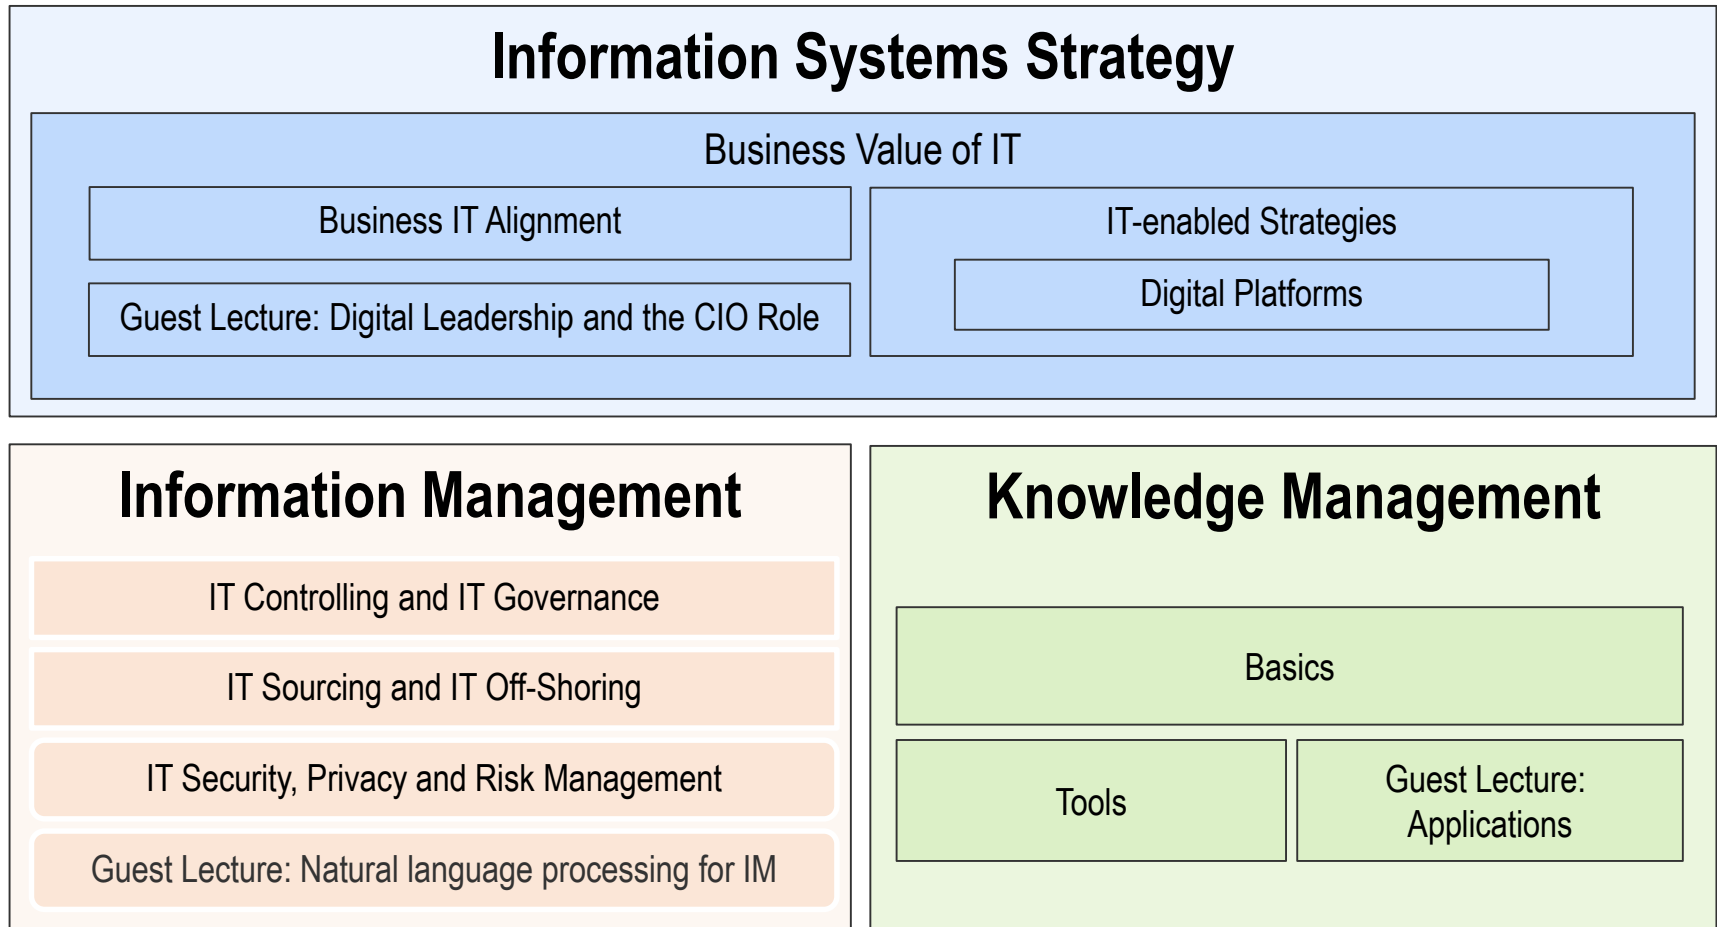 Information Systems Strategy
Business Value of IT
Business IT Alignment
Guest Lecture: Digital Leadership and the CIO Role
IT-enabled Strategies
Digital Platforms
Information Management
IT Controlling and IT Governance
IT Sourcing and IT Off-Shoring
IT Security, Privacy and Risk Management
Guest Lecture: Natural language processing for IM
Knowledge Management
Basics
Tools
Guest Lecture:
Applications